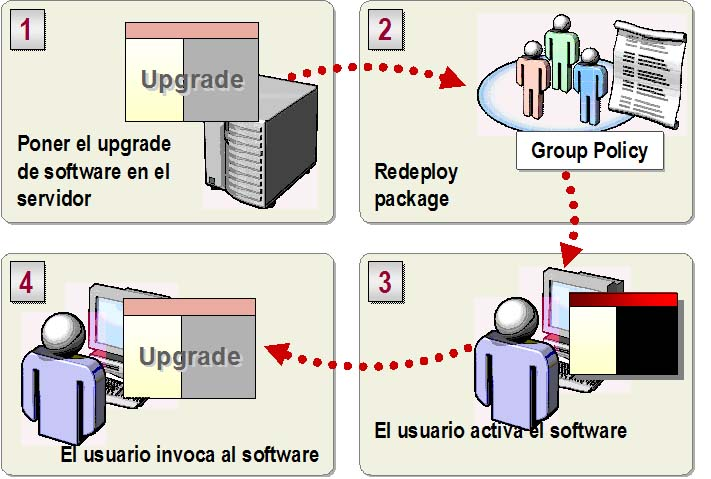 1
Upgrade
Poner el upgrade
de software en el
servidor
2
Group Policy
Redeploy
package
3
El usuario activa el software
4
Upgrade
El usuario invoca al software